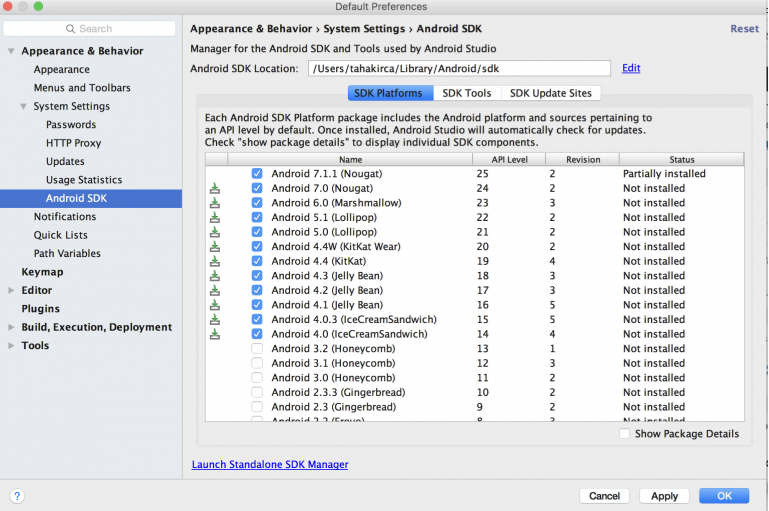 Default Preferences
Search
Appearance & Behavior
Appearance
Menus and Toolbars
System Settings
Passwords
HTTP Proxy
Updates
Usage Statistics
Android SDK
Notifications
Quick Lists
Path Variables
Keymap
Editor
Plugins
Build, Execution, Deployment
Tools
Appearance & Behavior › System Settings › Android SDK
Reset
Manager for the Android SDK and Tools used by Android Studio
Android SDK Location: /Users/tahakirca/Library/Android/sdk Edit
SDK Platforms SDK Tools SDK Update Sites
Each Android SDK Platform package includes the Android platform and sources pertaining to
an API level by default. Once installed, Android Studio will automatically check for updates.
Check "show package details" to display individual SDK components.
Name API Level Revision Status
Android 7.1.1 (Nougat) 25 2 Partially installed
Android 7.0 (Nougat) 24 2 Not installed
Android 6.0 (Marshmallow) 23 3 Not installed
Android 5.1 (Lollipop) 22 2 Not installed
Android 5.0 (Lollipop) 21 2 Not installed
Android 4.4W (KitKat Wear) 20 2 Not installed
Android 4.4 (KitKat) 19 4 Not installed
Android 4.3 (Jelly Bean) 18 3 Not installed
Android 4.2 (Jelly Bean) 17 3 Not installed
Android 4.1 (Jelly Bean) 16 5 Not installed
Android 4.0.3 (IceCreamSandwich) 15 5 Not installed
Android 4.0 (IceCreamSandwich) 14 4 Not installed
Android 3.2 (Honeycomb) 13 1 Not installed
Android 3.1 (Honeycomb) 12 3 Not installed
Android 3.0 (Honeycomb) 11 2 Not installed
Android 2.3.3 (Gingerbread) 10 2 Not installed
Android 2.3 (Gingerbread) 9 2 Not installed
Android 2.2 (Froyo) 8 3 Not installed
Show Package Details
Launch Standalone SDK Manager
?
Cancel Apply OK